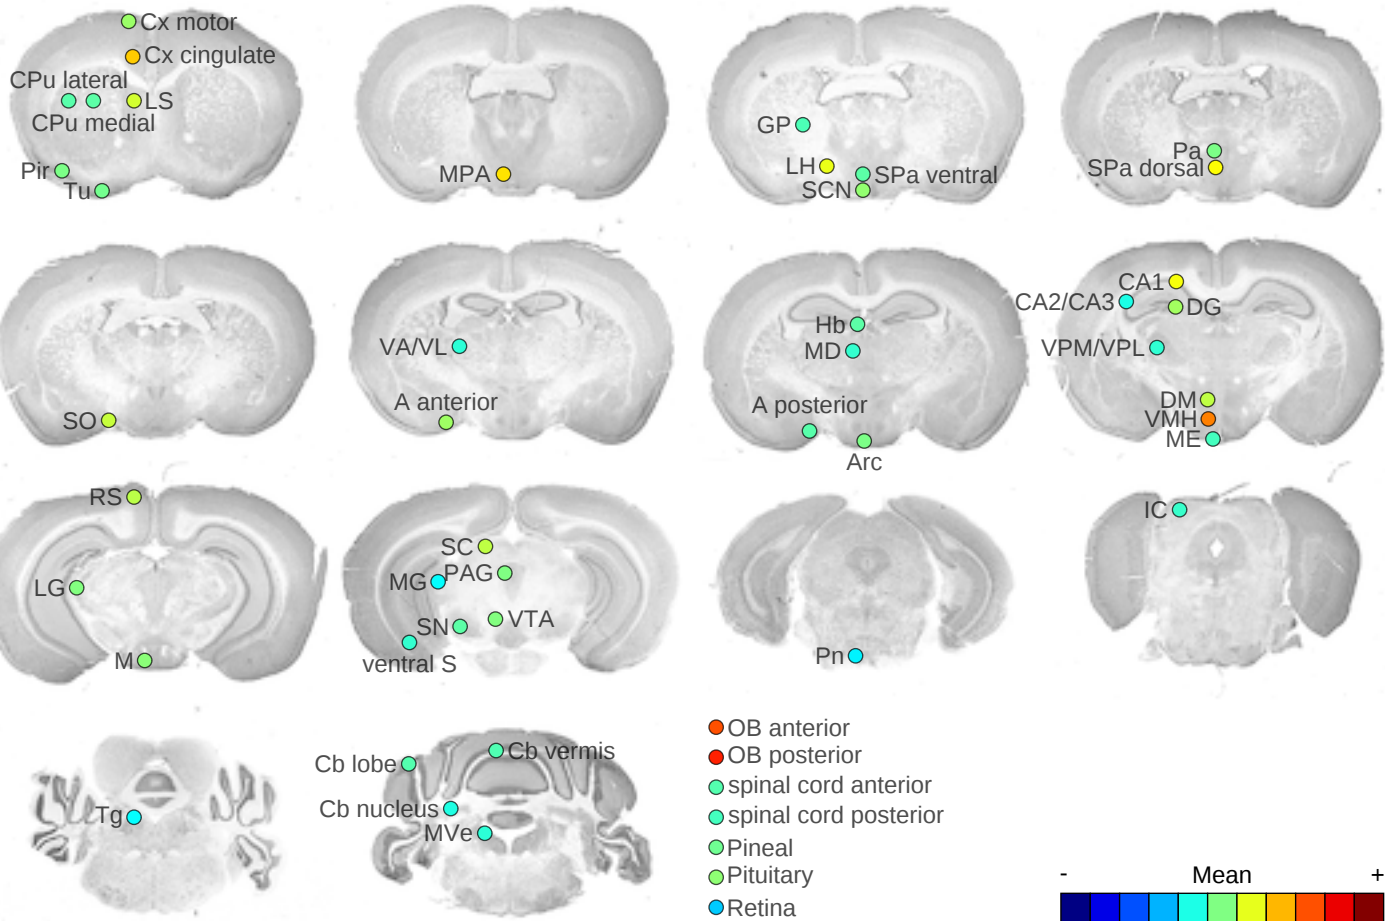 Cx motor
Cx cingulate
CPu lateral
LS
CPu medial
Pir
Tu
MPA
GP
LH
SPa ventral
SCN
Pa
SPa dorsal
SO
VA/VL
A anterior
Hb
MD
A posterior
Arc
CA1
CA2/CA3
DG
VPM/VPL
DM
VMH
ME
RS
LG
M
SC
MG
PAG
SN
VTA
ventral S
Pn
IC
Tg
Cb lobe
Cb vermis
Cb nucleus
MVe
OB anterior
OB posterior
spinal cord anterior
spinal cord posterior
Pineal
Pituitary
Retina
- Mean +